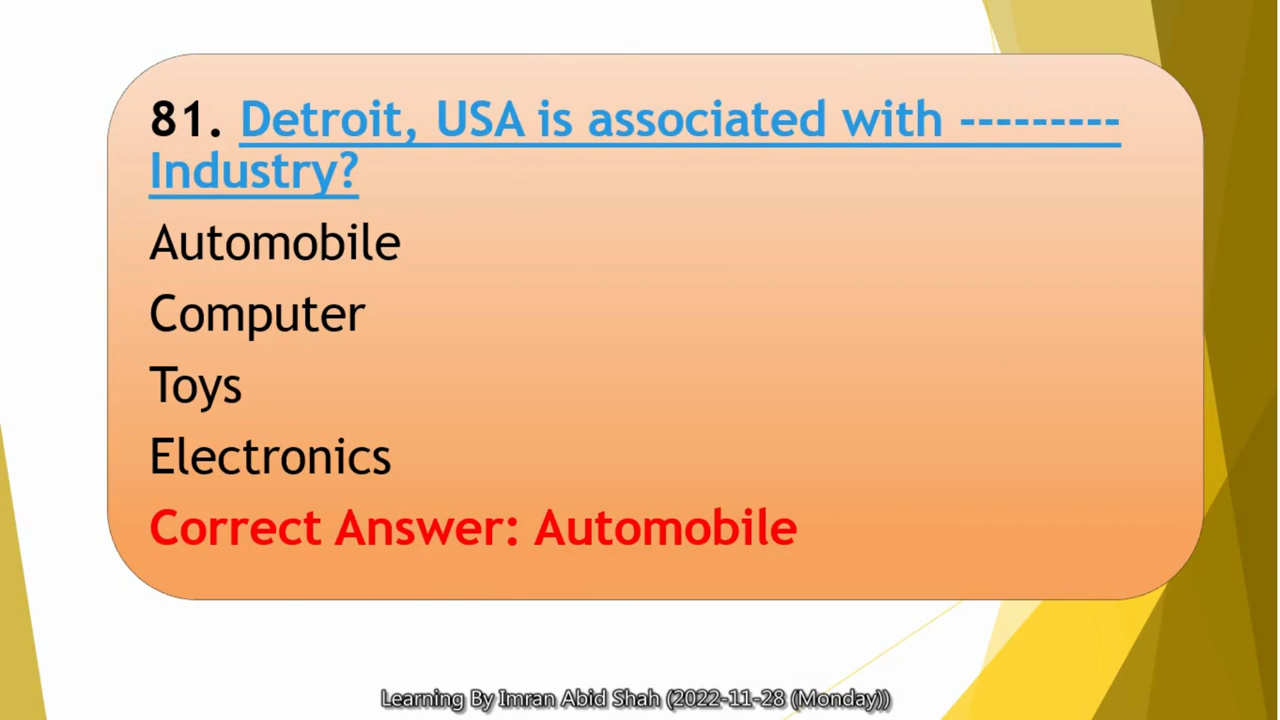 81. Detroit, USA is associated with ---------
Industry?
Automobile
Computer
Toys
Electronics
Correct Answer: Automobile
Learning By Imran Abid Shah (2022-11-28 (Monday))